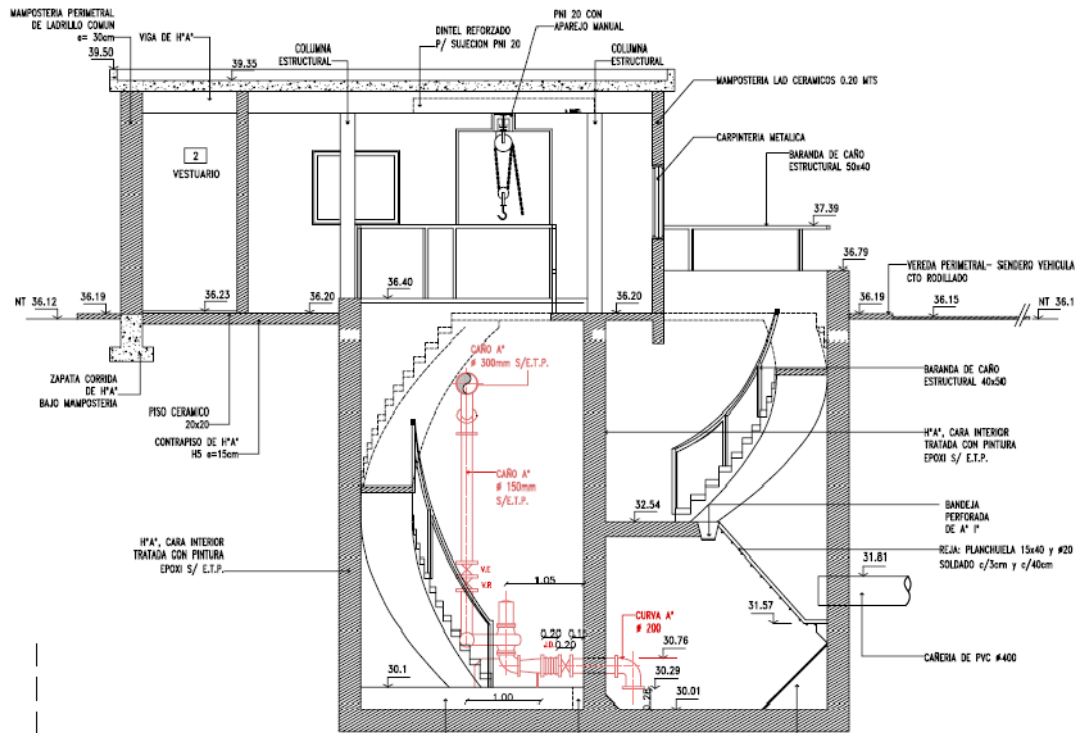 MAMPOSTERIA PERIMETRAL
DE LADRILLO COMUN
e= 30cm
39.50
VIGA DE H°A°
39.35
COLUMNA
ESTRUCTURAL
DINTEL REFORZADO
P/ SUJECION PNI 20
PNI 20 CON
APAREJO MANUAL
COLUMNA
ESTRUCTURAL
MAMPOSTERIA LAD CERAMICOS 0.20 MTS
CARPINTERIA METALICA
BARANDA DE CAÑO
ESTRUCTURAL 50x40
2
VESTUARIO
37.39
36.79
VEREDA PERIMETRAL- SENDERO VEHICULA
CTO RODILLADO
NT 36.12
36.19
36.23
36.20
36.40
36.20
36.19
36.15
NT 36.1
ZAPATA CORRIDA
DE H°A°
BAJO MAMPOSTERIA
PISO CERAMICO
20x20
CONTRAPISO DE H°A°
H5 e=15cm
CAÑO A°
ø 300mm S/E.T.P.
BARANDA DE CAÑO
ESTRUCTURAL 40x50
H°A°, CARA INTERIOR
TRATADA CON PINTURA
EPOXI S/ E.T.P.
CAÑO A°
ø 150mm
S/E.T.P.
32.54
BANDEJA
PERFORADA
DE A° I°
H°A°, CARA INTERIOR
TRATADA CON PINTURA
EPOXI S/ E.T.P.
REJA: PLANCHUELA 15x40 y ø20
SOLDADO c/3cm y c/40cm
31.81
V.E
V.R
1.05
31.57
CURVA A°
ø 200
0.20
0.15
J.D.
0.20
30.76
CAÑERIA DE PVC ø400
30.1
30.29
0.28
30.01
1.00